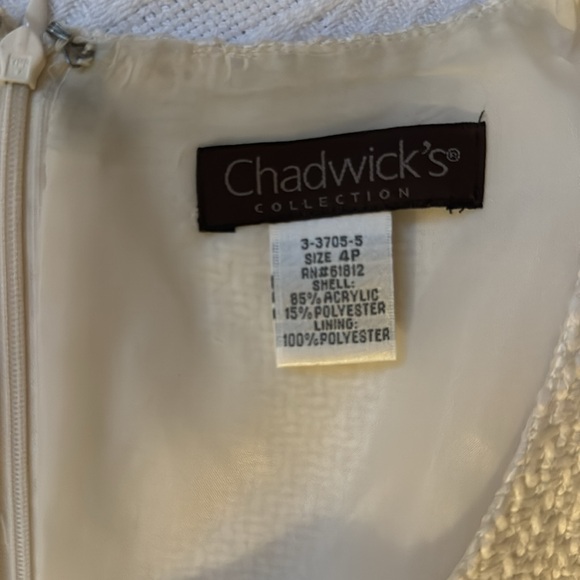 Chadwick's®
COLLECTION
3-3705-5
SIZE 4P
RN#61812
SHELL:
85% ACRYLIC
15% POLYESTER
LINING:
100% POLYESTER